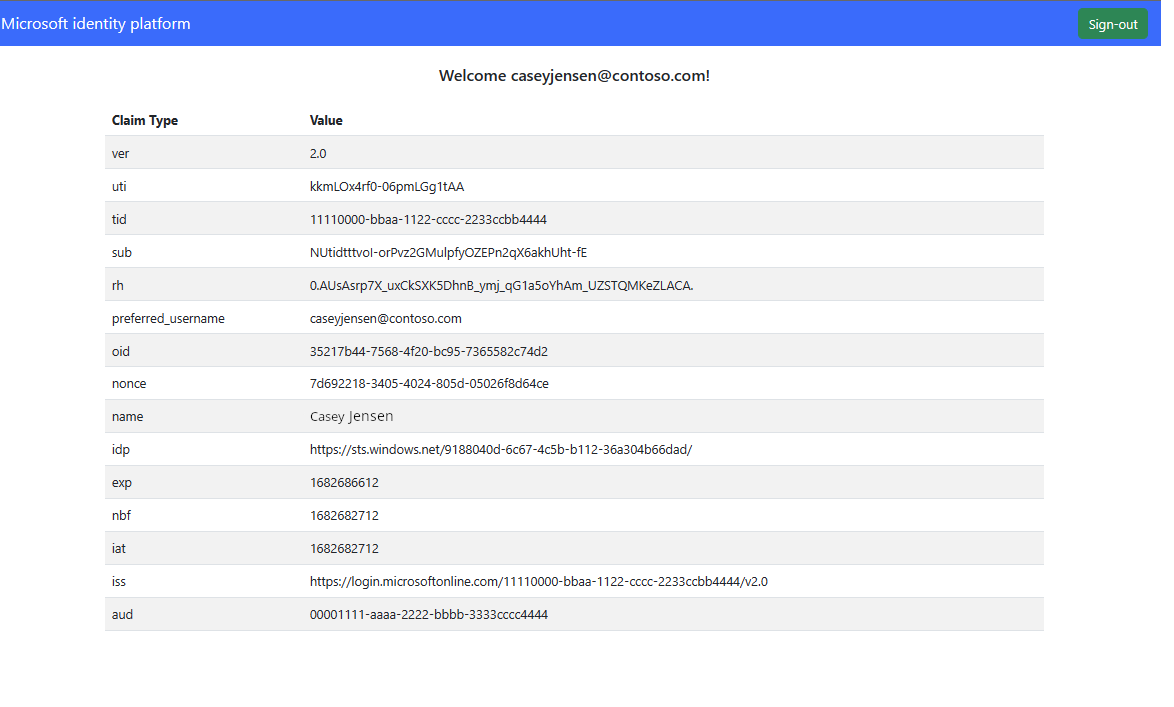 Microsoft identity platform Sign-out
Welcome caseyjensen@contoso.com!
Claim Type Value
ver 2.0
uti kkmLOx4rf0-06pmLGg1tAA
tid 11110000-bbaa-1122-cccc-2233ccbb4444
sub NUtidtttvoI-orPvz2GMulpfyOZEPn2qX6akhUht-fE
rh 0.AUsAsrp7X_uxCkSXK5DhnB_ymj_qG1a5oYhAm_UZSTQMKeZLACA.
preferred_username caseyjensen@contoso.com
oid 35217b44-7568-4f20-bc95-7365582c74d2
nonce 7d692218-3405-4024-805d-05026f8d64ce
name Casey Jensen
idp https://sts.windows.net/9188040d-6c67-4c5b-b112-36a304b66dad/
exp 1682686612
nbf 1682682712
iat 1682682712
iss https://login.microsoftonline.com/11110000-bbaa-1122-cccc-2233ccbb4444/v2.0
aud 00001111-aaaa-2222-bbbb-3333cccc4444